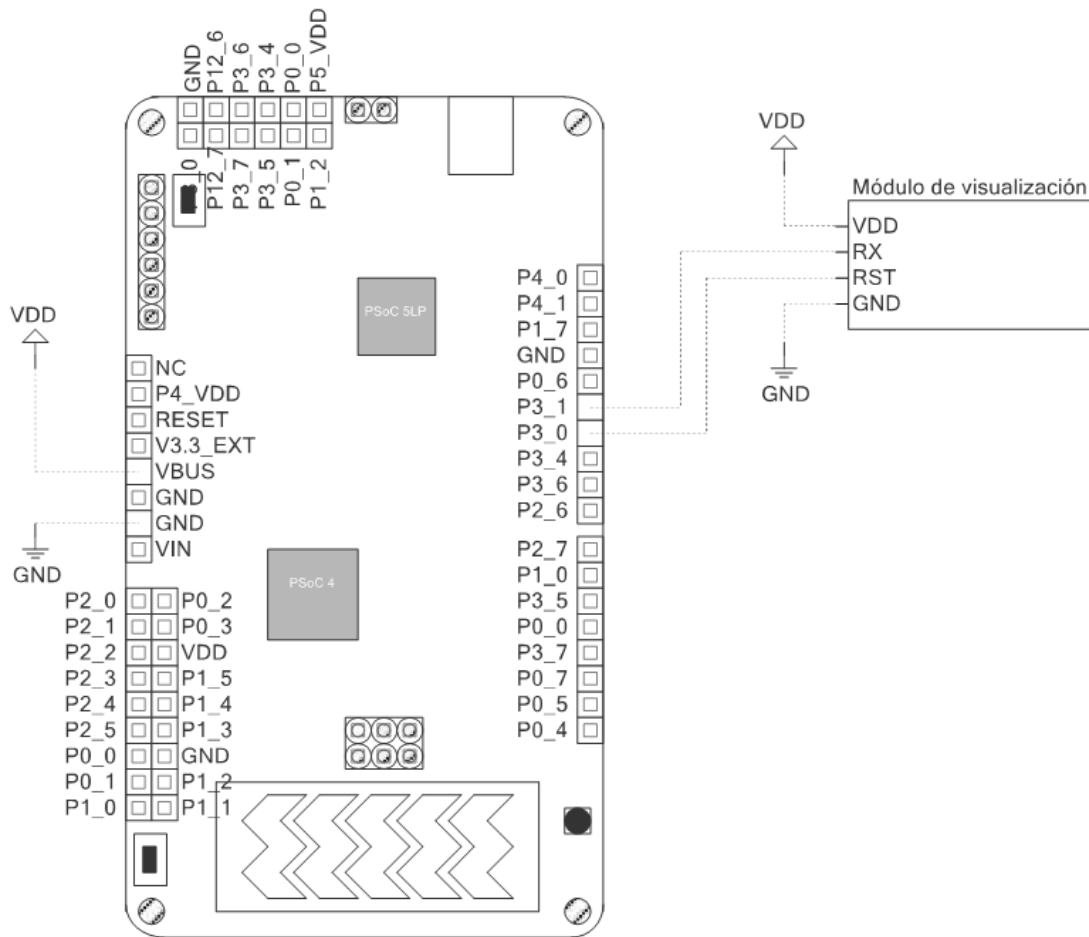 GND
P12_6
P3_6
P3_4
P0_0
P5_VDD
P12_7
P3_7
P3_5
P0_1
P1_2
VDD
Módulo de visualización
VDD
RX
RST
GND
GND
PSoC 5LP
P4_0
P4_1
P1_7
GND
P0_6
P3_1
P3_0
P3_4
P3_6
P2_6
VDD
NC
P4_VDD
RESET
V3.3_EXT
VBUS
GND
GND
VIN
GND
PSoC 4
P2_7
P1_0
P3_5
P0_0
P3_7
P0_7
P0_5
P0_4
P2_0 P0_2
P2_1 P0_3
P2_2 VDD
P2_3 P1_5
P2_4 P1_4
P2_5 P1_3
P0_0 GND
P0_1 P1_2
P1_0 P1_1